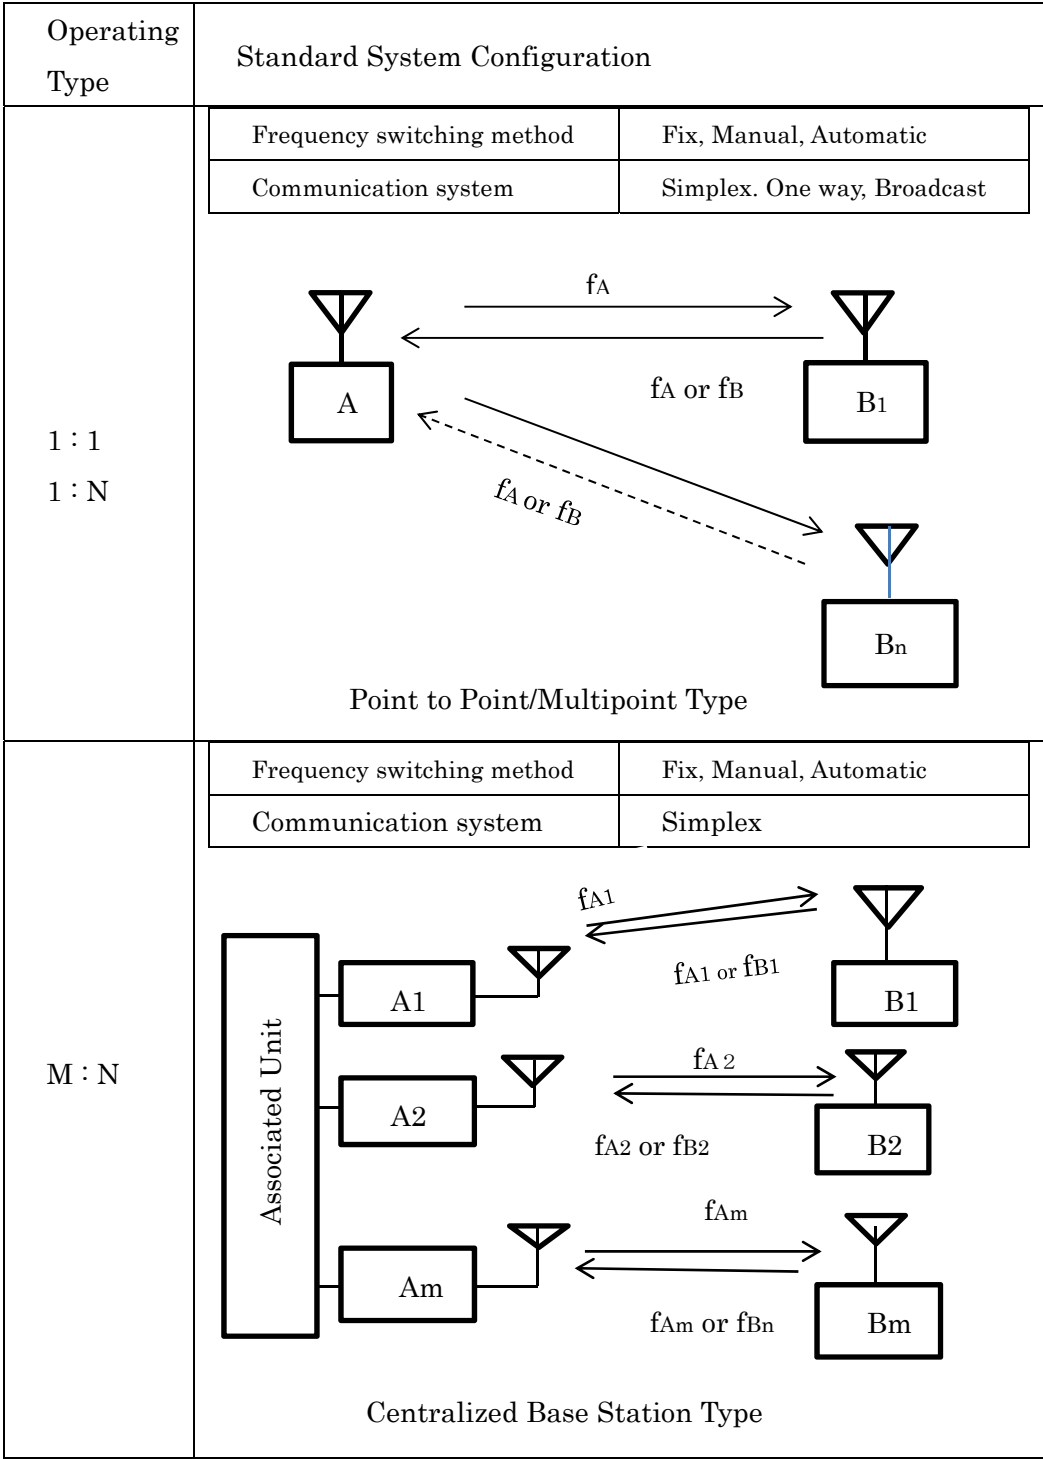 Operating
Type
Standard System Configuration
1：1
1：N
Frequency switching method Fix, Manual, Automatic
Communication system Simplex. One way, Broadcast
fA
A
B1
fA or fB
fA or fB
Bn
Point to Point/Multipoint Type
M：N
Frequency switching method Fix, Manual, Automatic
Communication system Simplex
Associated Unit
fA1
A1
fA1 or fB1
B1
fA 2
A2
fA2 or fB2
B2
fAm
Am
fAm or fBn
Bm
Centralized Base Station Type